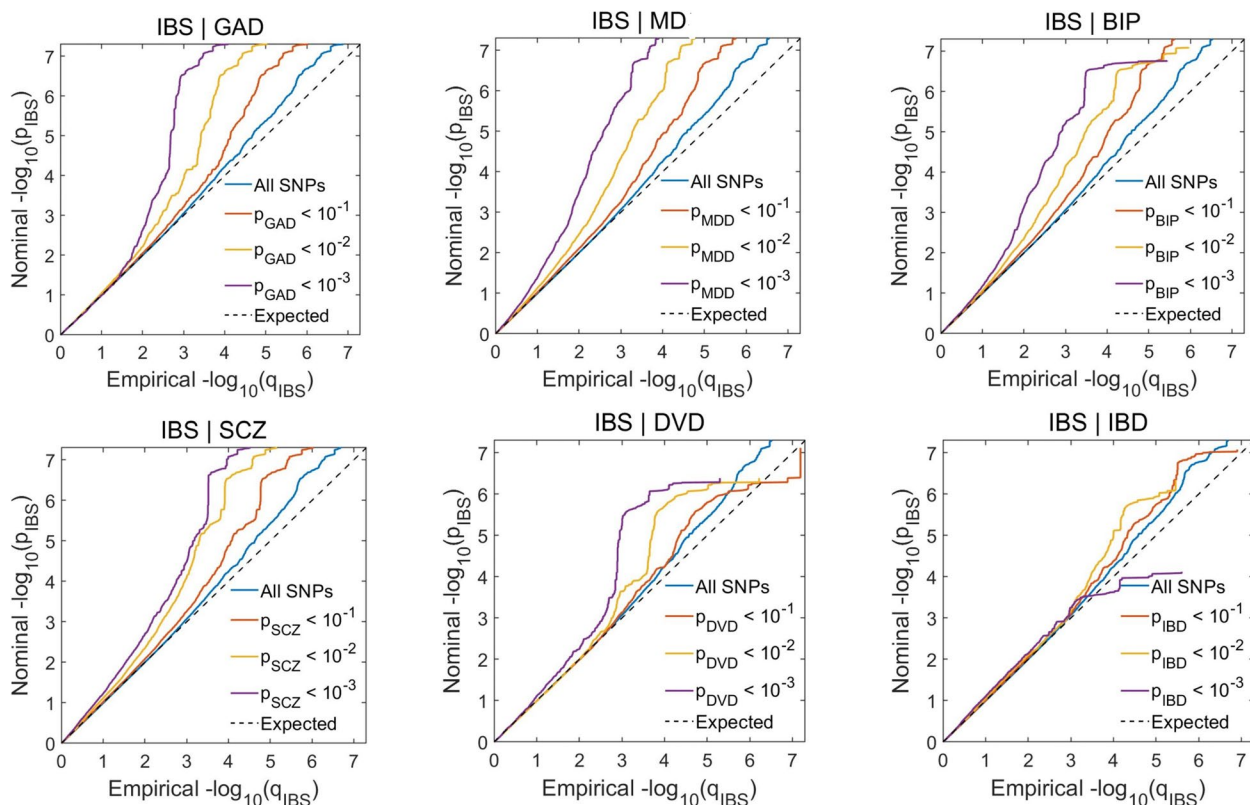 IBS | GAD
Nominal -log10(pIBS)
7
6
5
4
3
2
1
0
All SNPs
pGAD < 10-1
pGAD < 10-2
pGAD < 10-3
Expected
0 1 2 3 4 5 6 7
Empirical -log10(qIBS)
IBS | MD
Nominal -log10(pIBS)
7
6
5
4
3
2
1
0
All SNPs
pMDD < 10-1
pMDD < 10-2
pMDD < 10-3
Expected
0 1 2 3 4 5 6 7
Empirical -log10(qIBS)
IBS | BIP
Nominal -log10(pIBS)
7
6
5
4
3
2
1
0
All SNPs
pBIP < 10-1
pBIP < 10-2
pBIP < 10-3
Expected
0 1 2 3 4 5 6 7
Empirical -log10(qIBS)
IBS | SCZ
Nominal -log10(pIBS)
7
6
5
4
3
2
1
0
All SNPs
pSCZ < 10-1
pSCZ < 10-2
pSCZ < 10-3
Expected
0 1 2 3 4 5 6 7
Empirical -log10(qIBS)
IBS | DVD
Nominal -log10(pIBS)
7
6
5
4
3
2
1
0
All SNPs
pDVD < 10-1
pDVD < 10-2
pDVD < 10-3
Expected
0 1 2 3 4 5 6 7
Empirical -log10(qIBS)
IBS | IBD
Nominal -log10(pIBS)
7
6
5
4
3
2
1
0
All SNPs
pIBD < 10-1
pIBD < 10-2
pIBD < 10-3
Expected
0 1 2 3 4 5 6 7
Empirical -log10(qIBS)